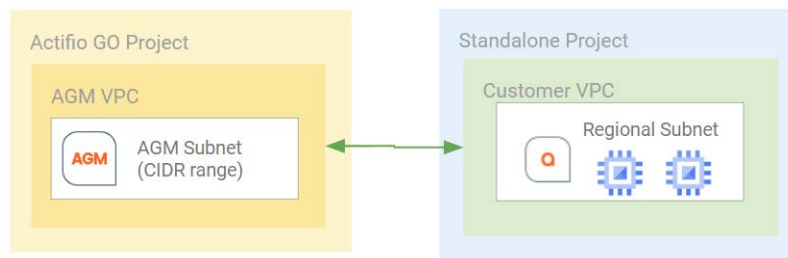 Actifio GO Project
AGM VPC
AGM
AGM Subnet
(CIDR range)
Standalone Project
Customer VPC
Regional Subnet
a